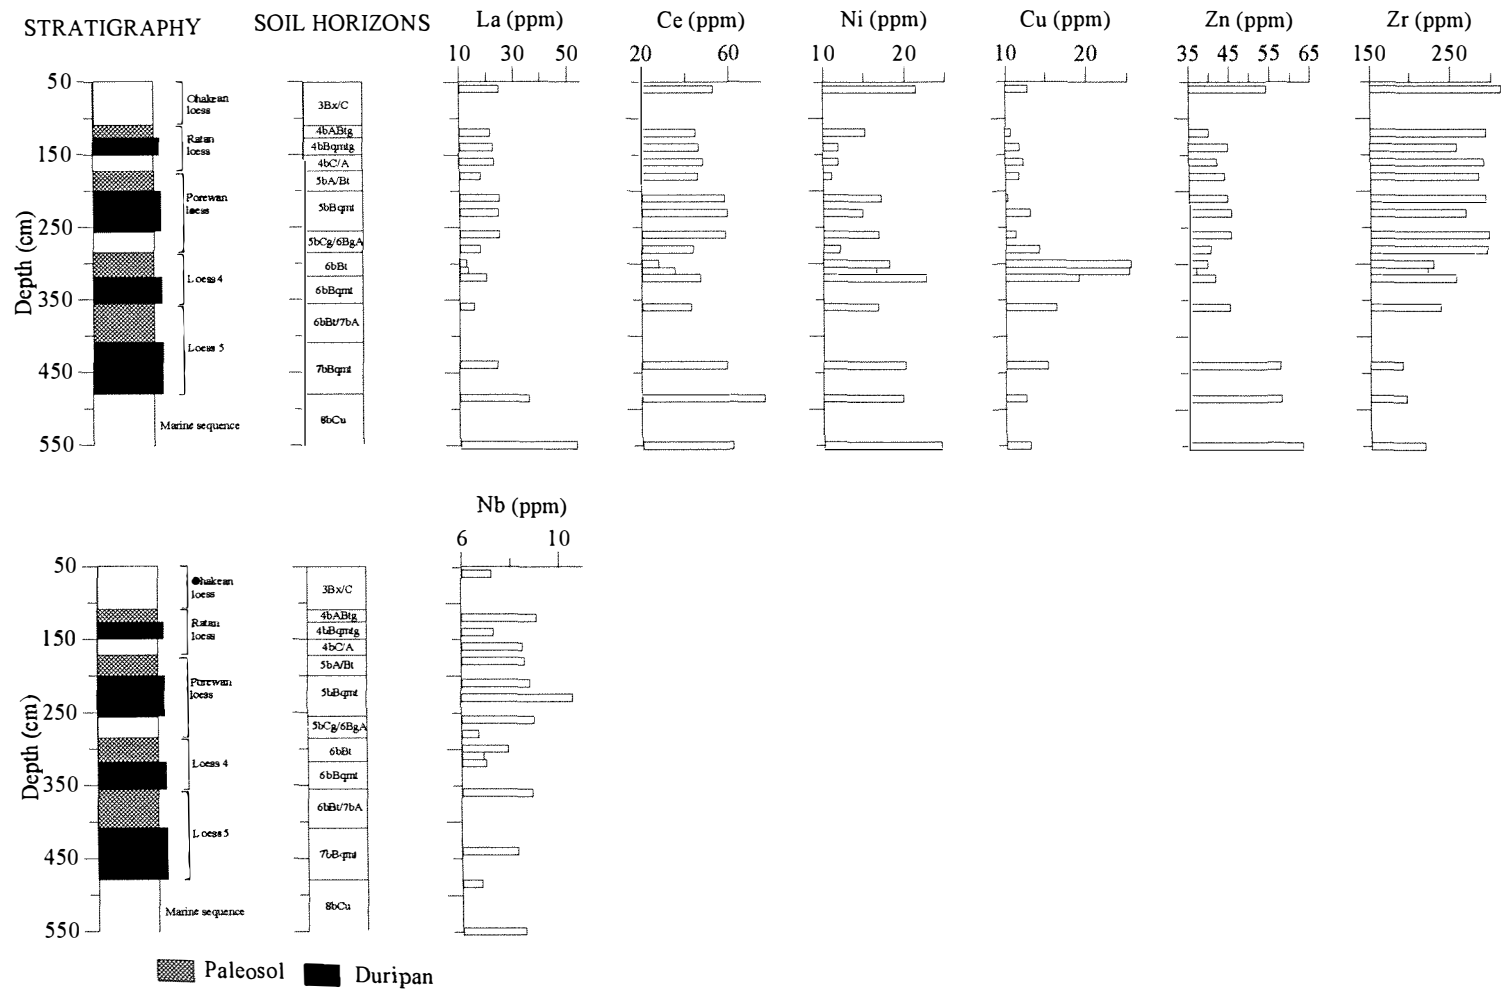 STRATIGRAPHY SOIL HORIZONS La (ppm) Ce (ppm) Ni (ppm) Cu (ppm) Zn (ppm) Zr (ppm)
10 30 50 20 60 10 20 10 20 35 45 55 65 150 250
50
150
250
350
450
550
Depth (cm)
Ohakean
loess
Ratan
loess
Porewan
loess
Loess 4
Loess 5
Marine sequence
3Bx/C
4bABtg
4bBqmtg
4bC/A
5bA/Bt
5bBqmt
5bCg/6BgA
6bBt
6bBqmt
6bBt/7bA
7bBqmt
8bCu
Nb (ppm)
6 10
50
150
250
350
450
550
Depth (cm)
Ohakean
loess
Ratan
loess
Porewan
loess
Loess 4
Loess 5
Marine sequence
3Bx/C
4bABtg
4bBqmtg
4bC/A
5bA/Bt
5bBqmt
5bCg/6BgA
6bBt
6bBqmt
6bBt/7bA
7bBqmt
8bCu
Paleosol Duripan